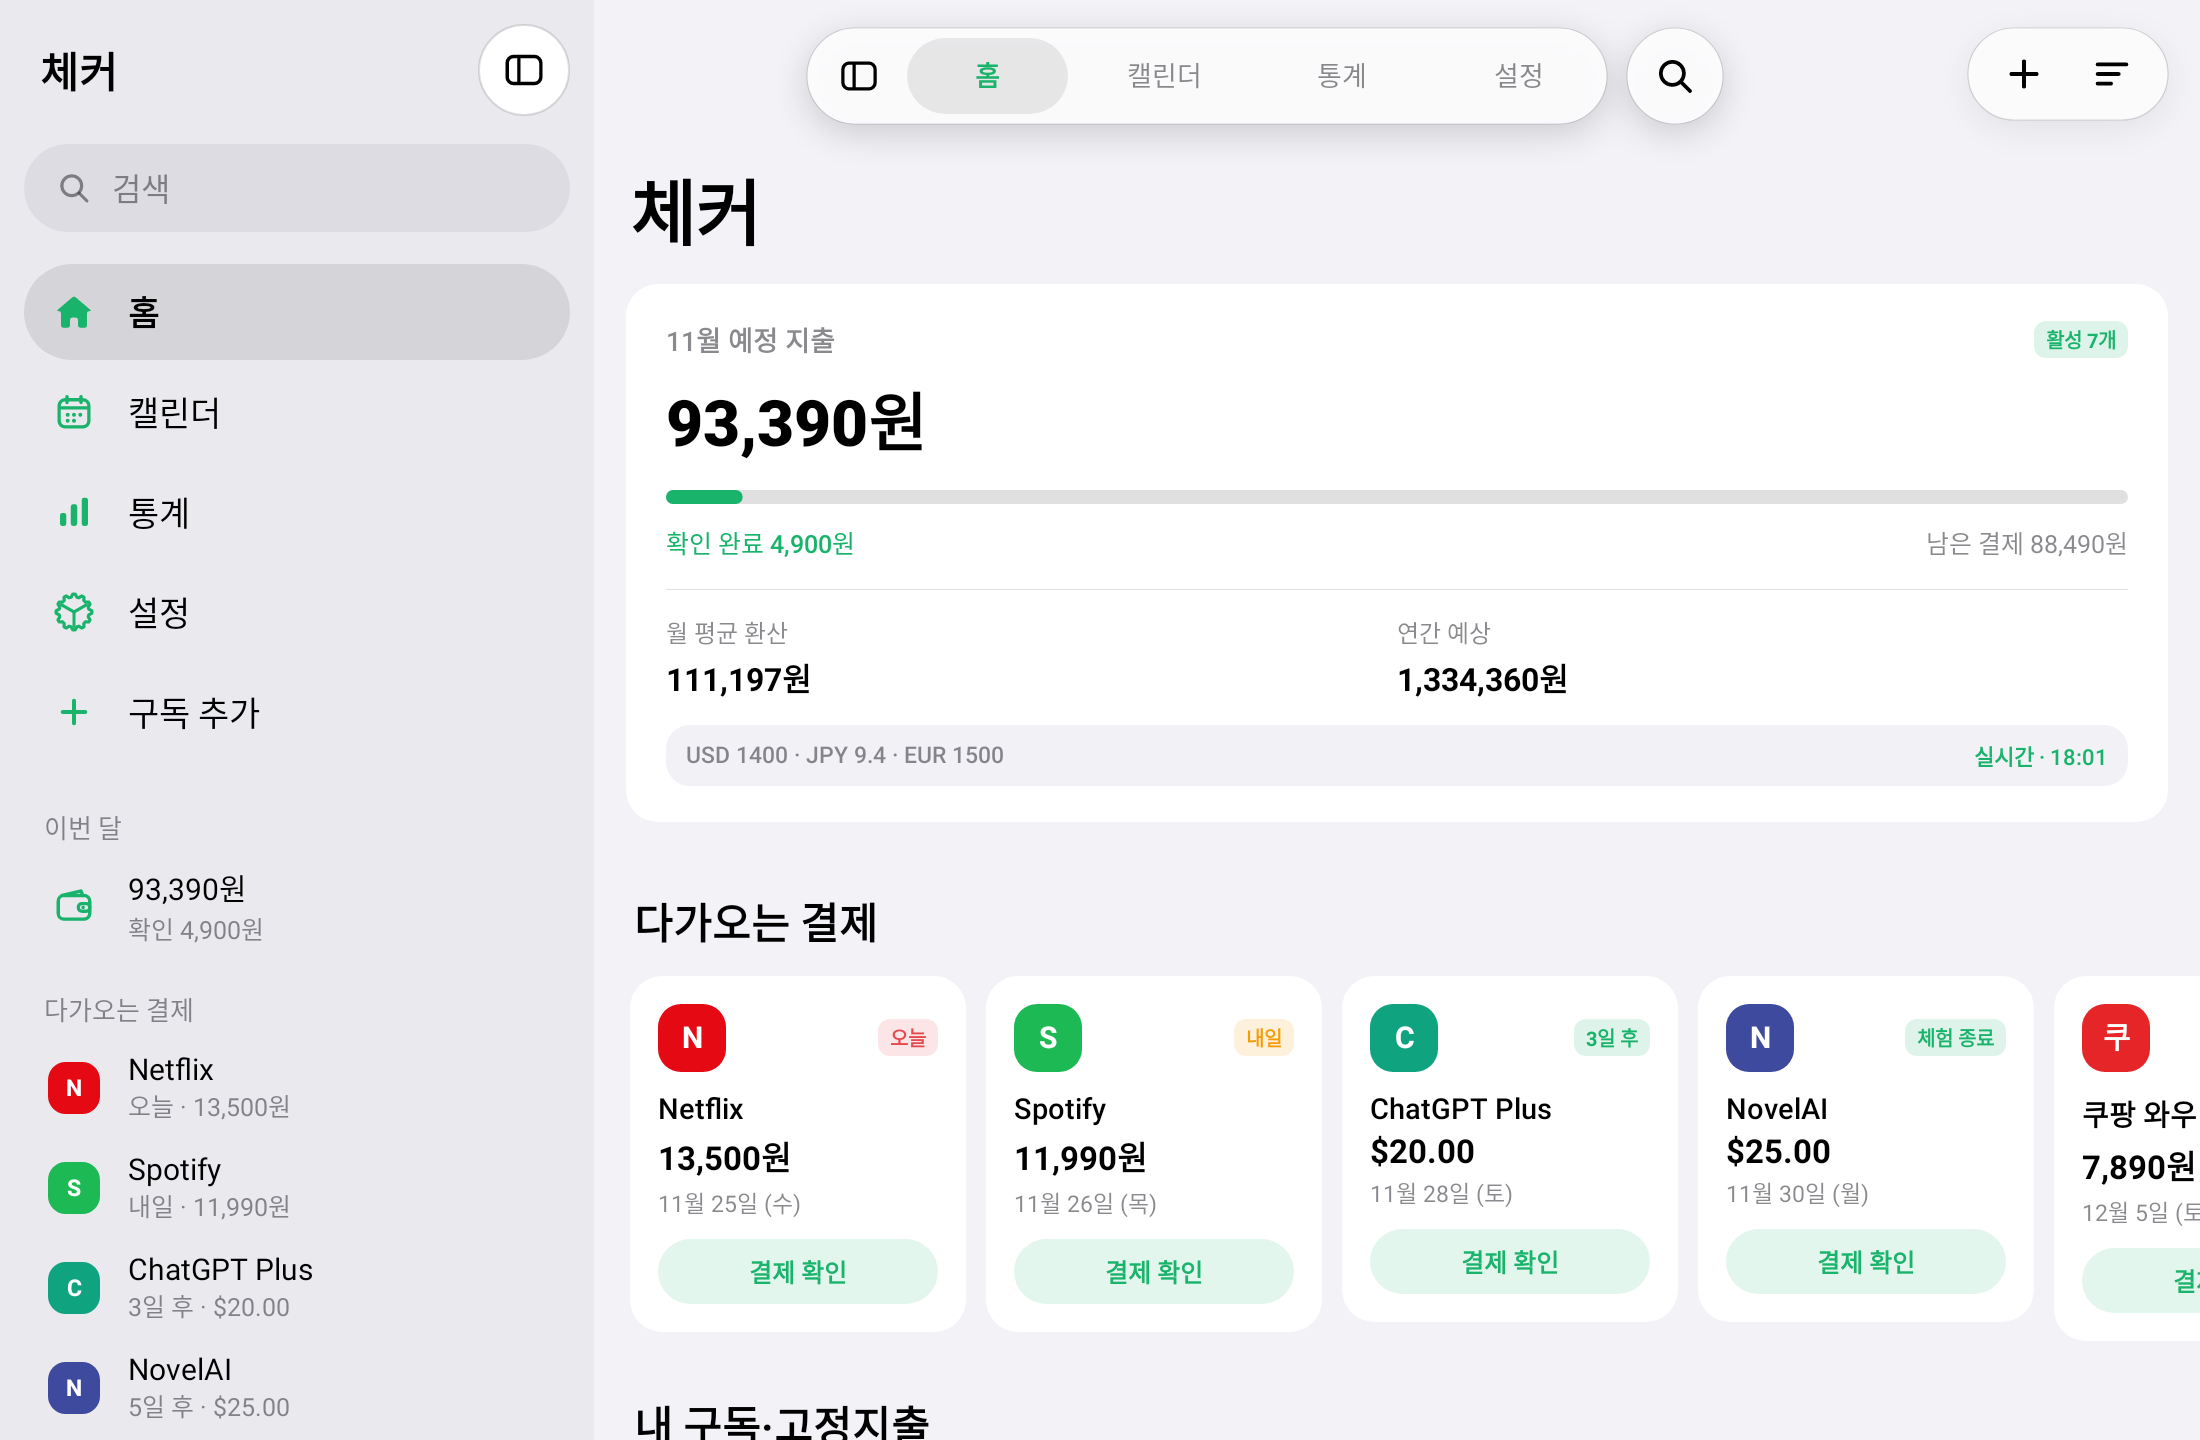 체커
검색
홈
캘린더
통계
설정
구독 추가
이번 달
93,390원
확인 4,900원
다가오는 결제
N
Netflix
오늘 · 13,500원
S
Spotify
내일 · 11,990원
C
ChatGPT Plus
3일 후 · $20.00
N
NovelAI
5일 후 · $25.00
홈 캘린더 통계 설정
체커
11월 예정 지출 활성 7개
93,390원
확인 완료 4,900원 남은 결제 88,490원
월 평균 환산 연간 예상
111,197원 1,334,360원
USD 1400 · JPY 9.4 · EUR 1500 실시간 · 18:01
다가오는 결제
N 오늘
Netflix
13,500원
11월 25일 (수)
결제 확인
S 내일
Spotify
11,990원
11월 26일 (목)
결제 확인
C 3일 후
ChatGPT Plus
$20.00
11월 28일 (토)
결제 확인
N 체험 종료
NovelAI
$25.00
11월 30일 (월)
결제 확인
쿠
쿠팡 와우
7,890원
12월 5일 (토
결
내 구독·고정지출